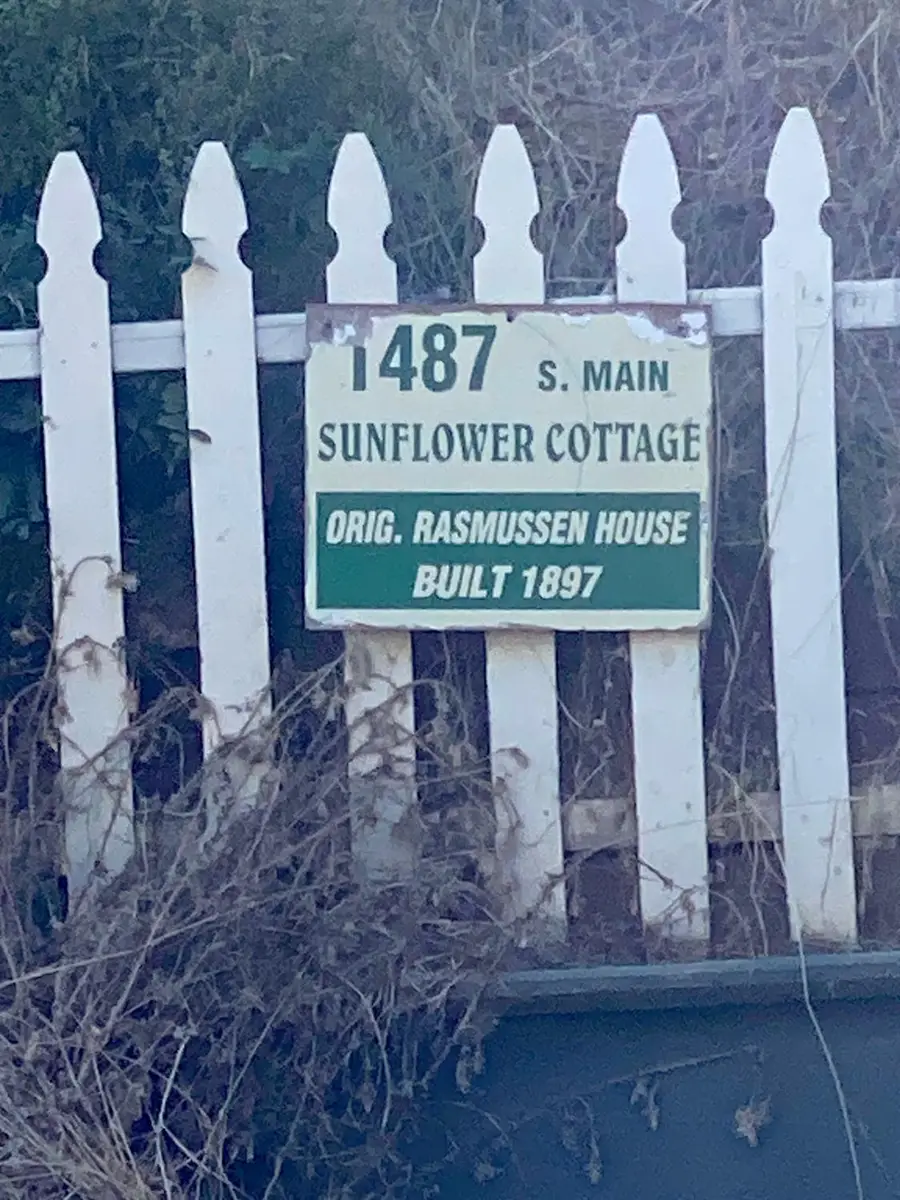 1487 S. MAIN
SUNFLOWER COTTAGE
ORIG. RASMUSSEN HOUSE
BUILT 1897